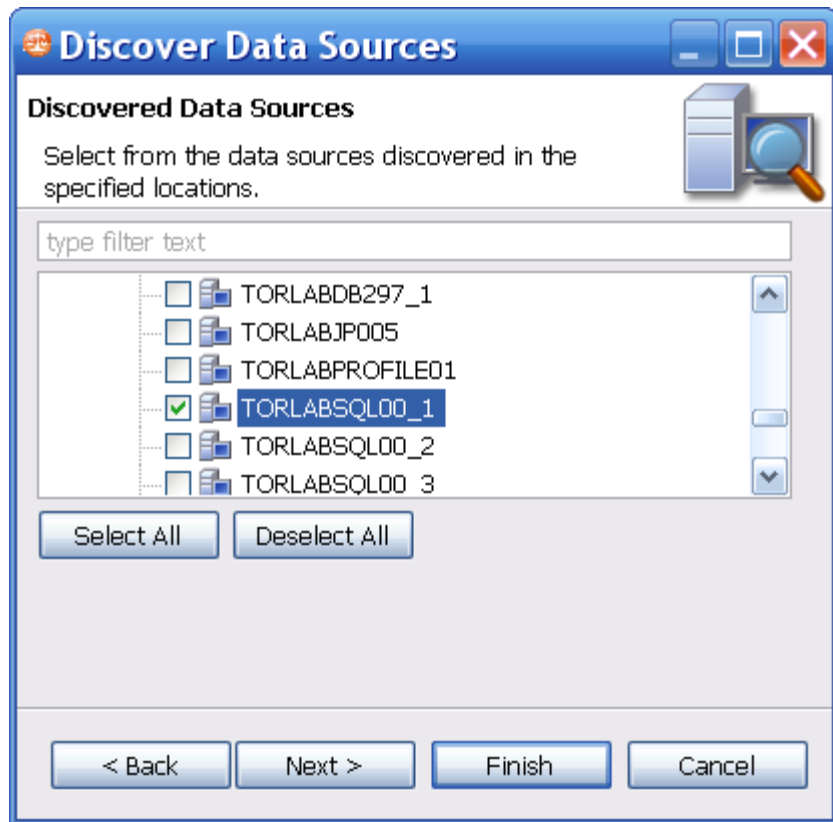 Discover Data Sources
Discovered Data Sources
Select from the data sources discovered in the
specified locations.
type filter text
TORLABDB297_1
TORLABJP005
TORLABPROFILE01
TORLABSQL00_1
TORLABSQL00_2
TORLABSQL00_3
Select All Deselect All
< Back Next > Finish Cancel